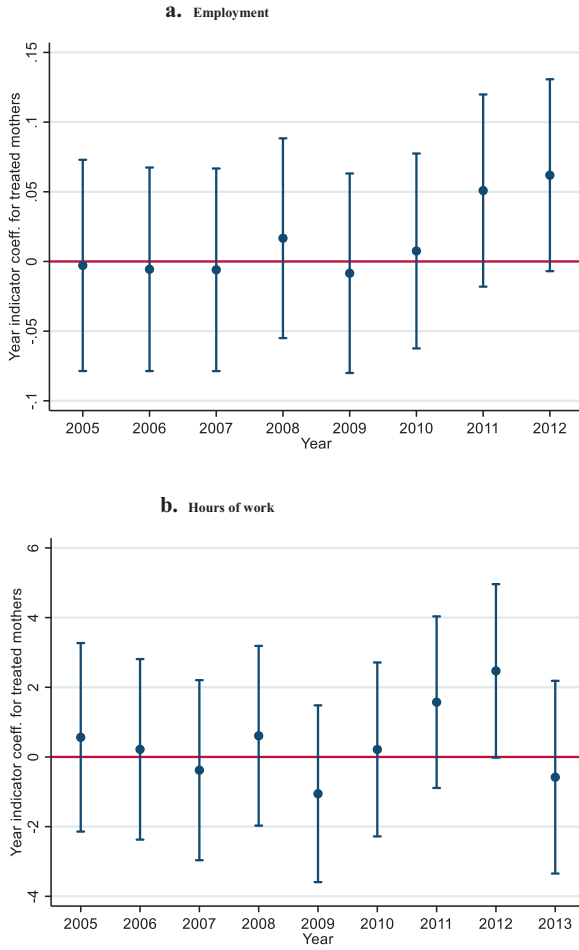 a. Employment
Year indicator coeff. for treated mothers
.15
.1
.05
0
-.05
-.1
2005 2006 2007 2008 2009 2010 2011 2012
Year
b. Hours of work
Year indicator coeff. for treated mothers
6
4
2
0
-2
-4
2005 2006 2007 2008 2009 2010 2011 2012 2013
Year